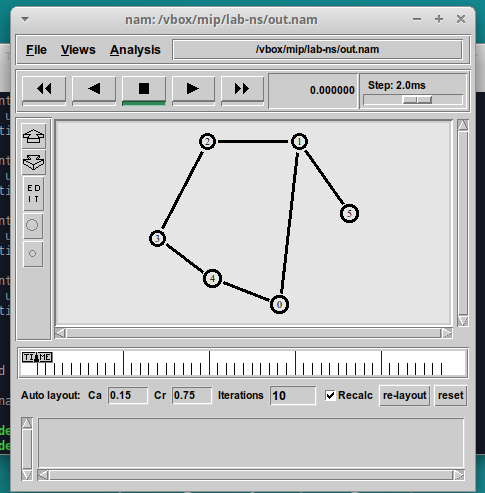 nam: /vbox/mip/lab-ns/out.nam
File Views Analysis /vbox/mip/lab-ns/out.nam
0.000000 Step: 2.0ms
E D
I T
2 1
5
3
4
0
TIME
Auto layout: Ca 0.15 Cr 0.75 Iterations 10 Recalc re-layout reset